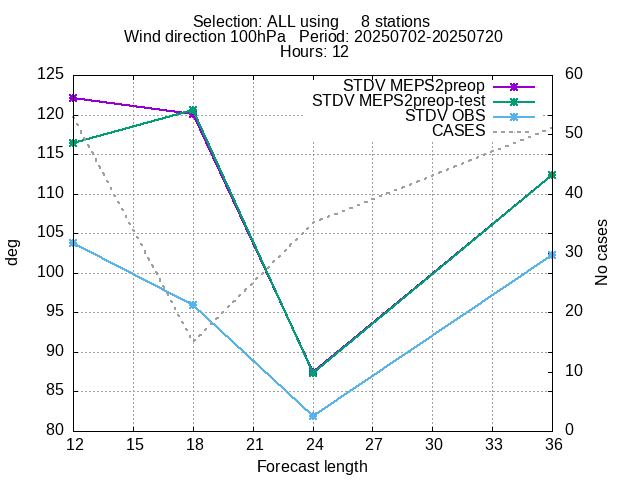 Selection: ALL using     8 stations
Wind direction 100hPa   Period: 20250702-20250720
Hours: 12
STDV MEPS2preop
STDV MEPS2preop-test
STDV OBS
CASES
125
120
115
110
105
100
95
90
85
80
deg
60
50
40
30
20
10
0
No cases
12 15 18 21 24 27 30 33 36
Forecast length